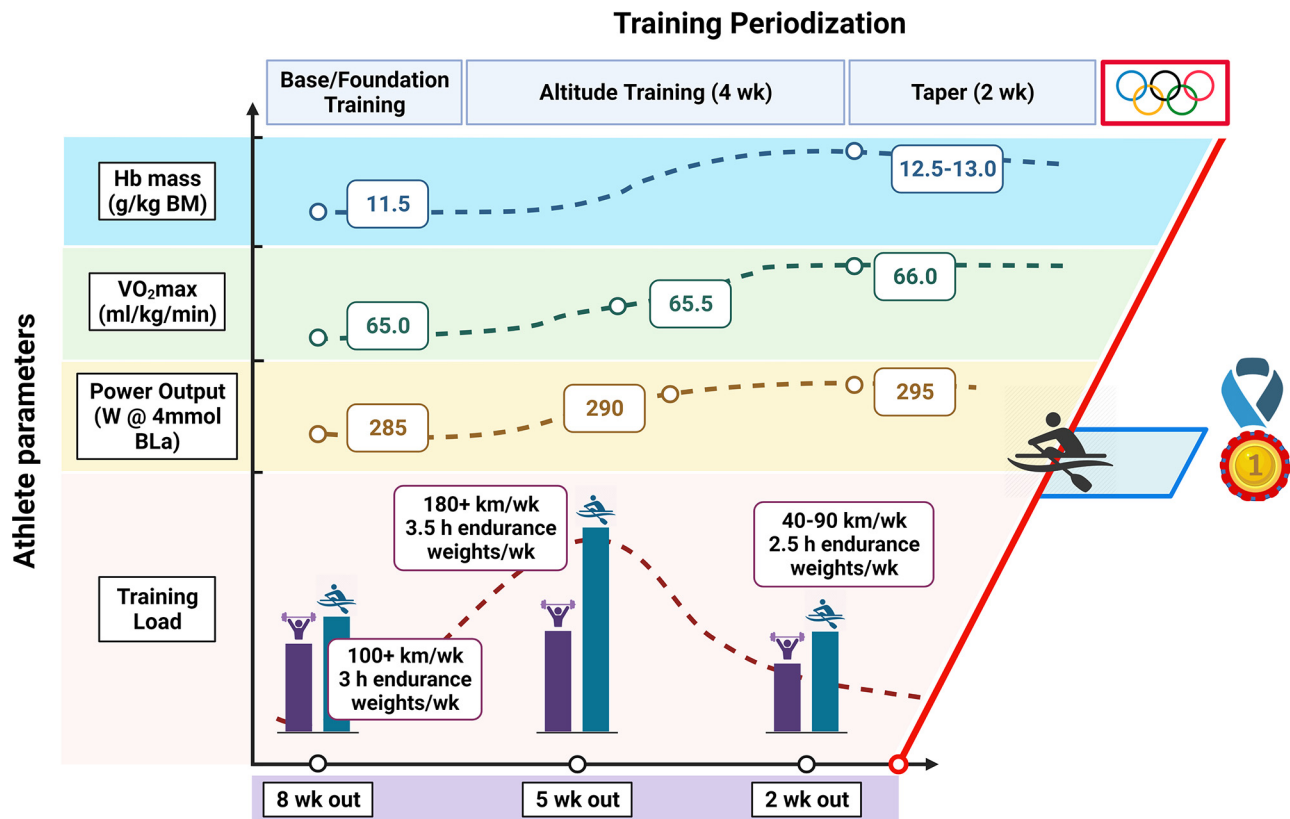 Training Periodization
Base/Foundation
Training
Altitude Training (4 wk)
Taper (2 wk)
Athlete parameters
Hb mass
(g/kg BM)
11.5
12.5-13.0
VO₂max
(ml/kg/min)
65.0
65.5
66.0
Power Output
(W @ 4mmol
BLa)
285
290
295
1
Training
Load
100+ km/wk
3 h endurance
weights/wk
180+ km/wk
3.5 h endurance
weights/wk
40-90 km/wk
2.5 h endurance
weights/wk
8 wk out
5 wk out
2 wk out